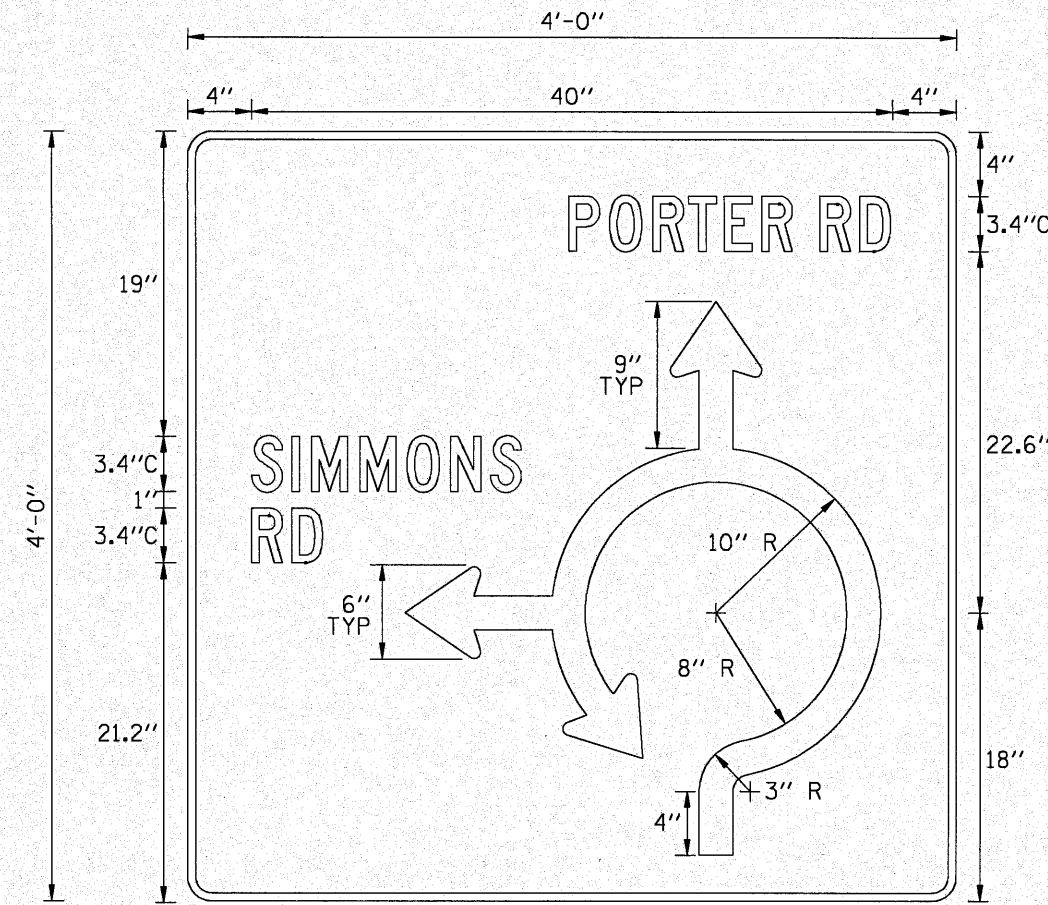 4'-0"
4" 40" 4"
4"
PORTER RD
3.4"C
19"
9"
TYP
SIMMONS
3.4"C
22.6"
4'-0"
1"
3.4"C
RD
10" R
6"
TYP
8" R
21.2"
18"
3" R
4"